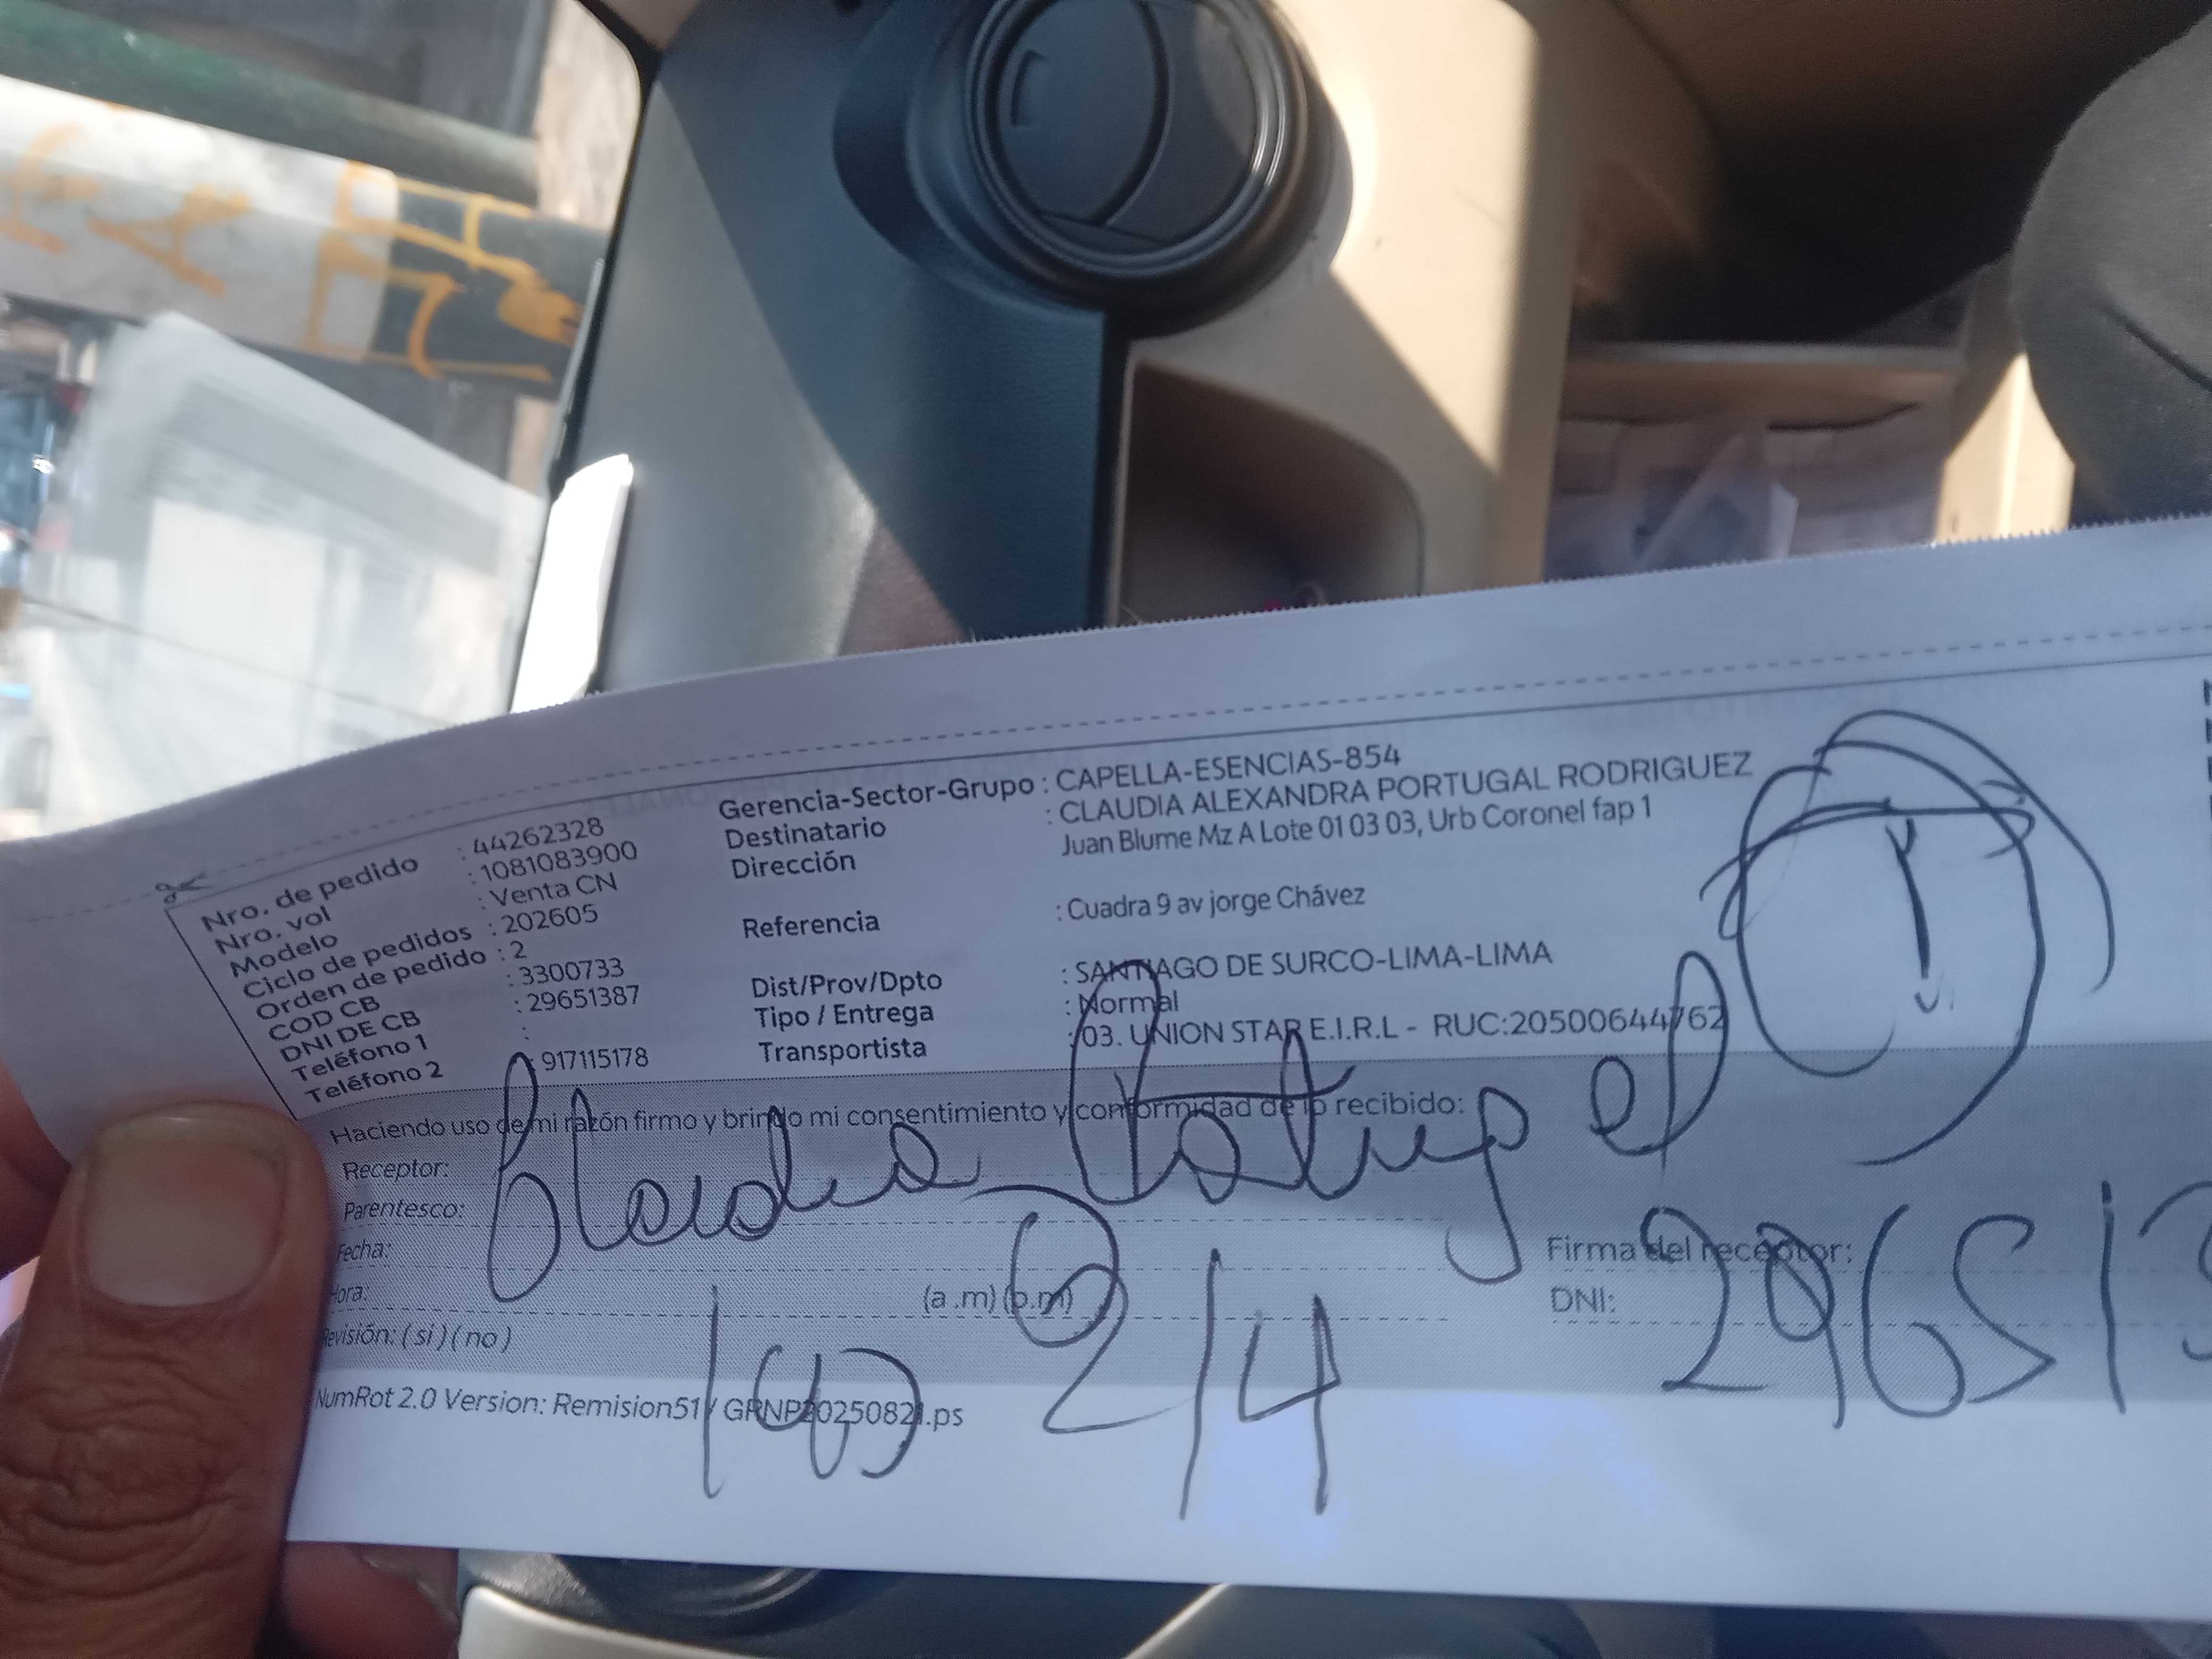 Nro. de pedido : 44262328
Nro. vol : 1081083900
Modelo : Venta CN
Ciclo de pedidos : 202605
Orden de pedido : 2
COD CB : 3300733
DNI DE CB : 29651387
Teléfono 1 :
Teléfono 2 : 917115178
Gerencia-Sector-Grupo : CAPELLA-ESENCIAS-854
Destinatario : CLAUDIA ALEXANDRA PORTUGAL RODRIGUEZ
Dirección Juan Blume Mz A Lote 01 03 03, Urb Coronel fap 1
Referencia : Cuadra 9 av jorge Chávez
Dist/Prov/Dpto : SANTIAGO DE SURCO-LIMA-LIMA
Tipo / Entrega : Normal
Transportista : 03. UNION STAR E.I.R.L - RUC:20500644762
Haciendo uso de mi razón firmo y brindo mi consentimiento y conformidad de lo recibido:
Receptor: Claudia Portugal
Parentesco:
Fecha:
Hora: (a.m) (p.m)
Firma del receptor:
DNI: 296513
Revisión: ( si ) ( no )
2/4
NumRot 2.0 Version: Remision51 / GRNP20250821.ps